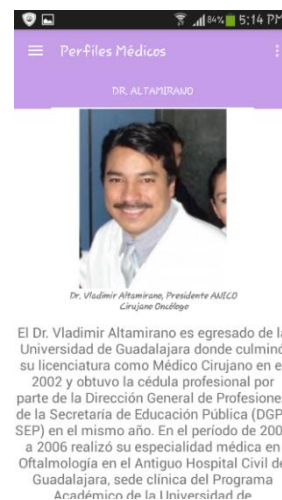 84% 5:14 PM
Perfiles Médicos
DR. ALTAMIRANO
Dr. Vladimir Altamirano, Presidente ANICO
Cirujano Oncólogo
El Dr. Vladimir Altamirano es egresado de la
Universidad de Guadalajara donde culminó
su licenciatura como Médico Cirujano en e
2002 y obtuvo la cédula profesional por
parte de la Dirección General de Profesione
de la Secretaría de Educación Pública (DGP
SEP) en el mismo año. En el período de 200
a 2006 realizó su especialidad médica en
Oftalmología en el Antiguo Hospital Civil de
Guadalajara, sede clínica del Programa
Académico de la Universidad de